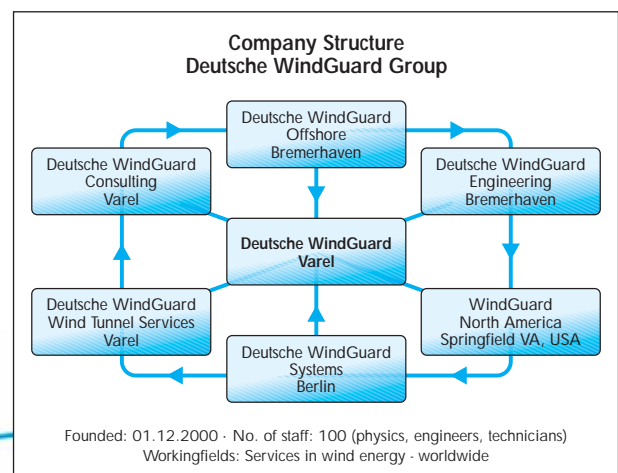 Company Structure
Deutsche WindGuard Group
Deutsche WindGuard
Offshore
Bremerhaven
Deutsche WindGuard
Consulting
Varel
Deutsche WindGuard
Engineering
Bremerhaven
Deutsche WindGuard
Varel
Deutsche WindGuard
Wind Tunnel Services
Varel
WindGuard
North America
Springfield VA, USA
Deutsche WindGuard
Systems
Berlin
Founded: 01.12.2000 · No. of staff: 100 (physics, engineers, technicians)
Workingfields: Services in wind energy - worldwide